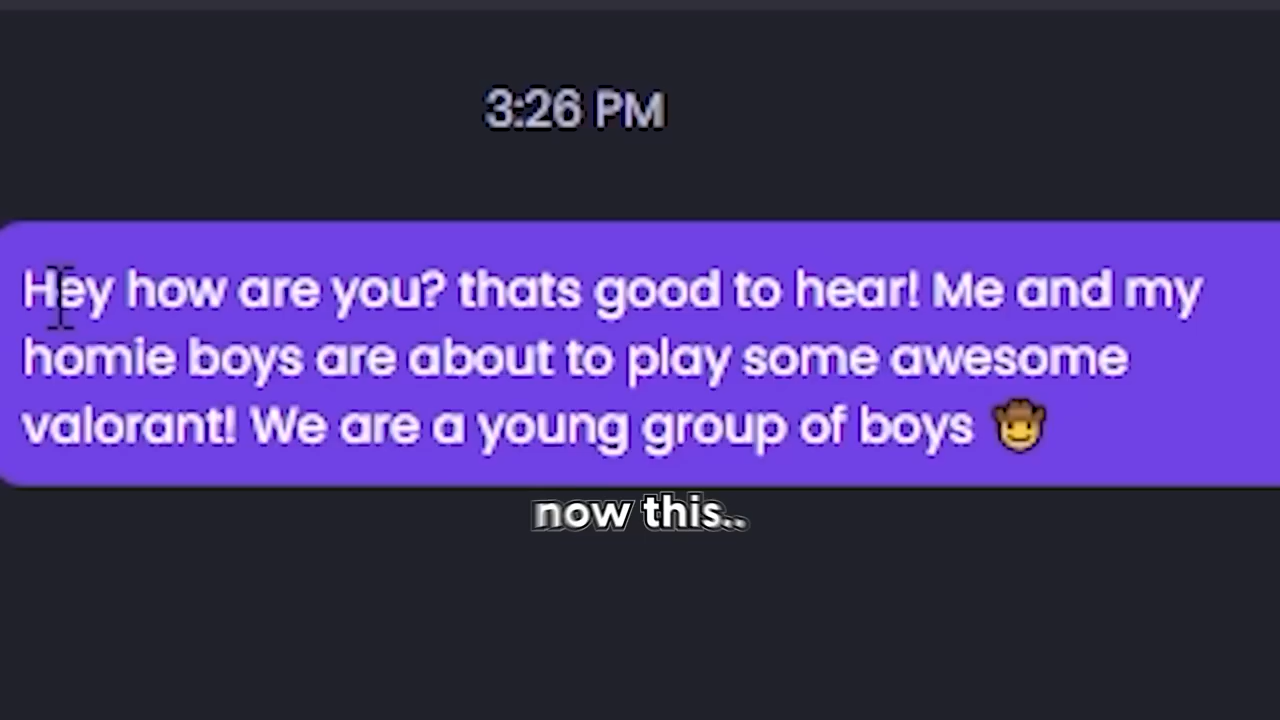 3:26 PM
Hey how are you? thats good to hear! Me and my
homie boys are about to play some awesome
valorant! We are a young group of boys 🤠
now this..